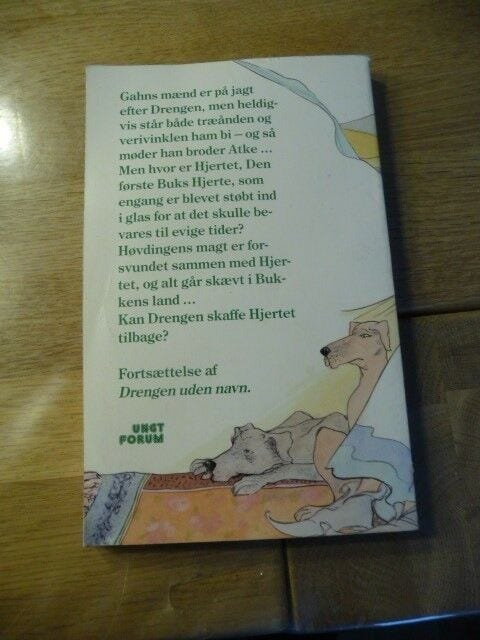 Gahns mænd er på jagt
efter Drengen, men heldig-
vis står både træånden og
verivinklen ham bi – og så
møder han broder Atke ...
Men hvor er Hjertet, Den
første Buks Hjerte, som
engang er blevet støbt ind
i glas for at det skulle be-
vares til evige tider?
Høvdingens magt er for-
svundet sammen med Hjer-
tet, og alt går skævt i Buk-
kens land ...
Kan Drengen skaffe Hjertet
tilbage?
Fortsættelse af
Drengen uden navn.
UNGT
FORUM